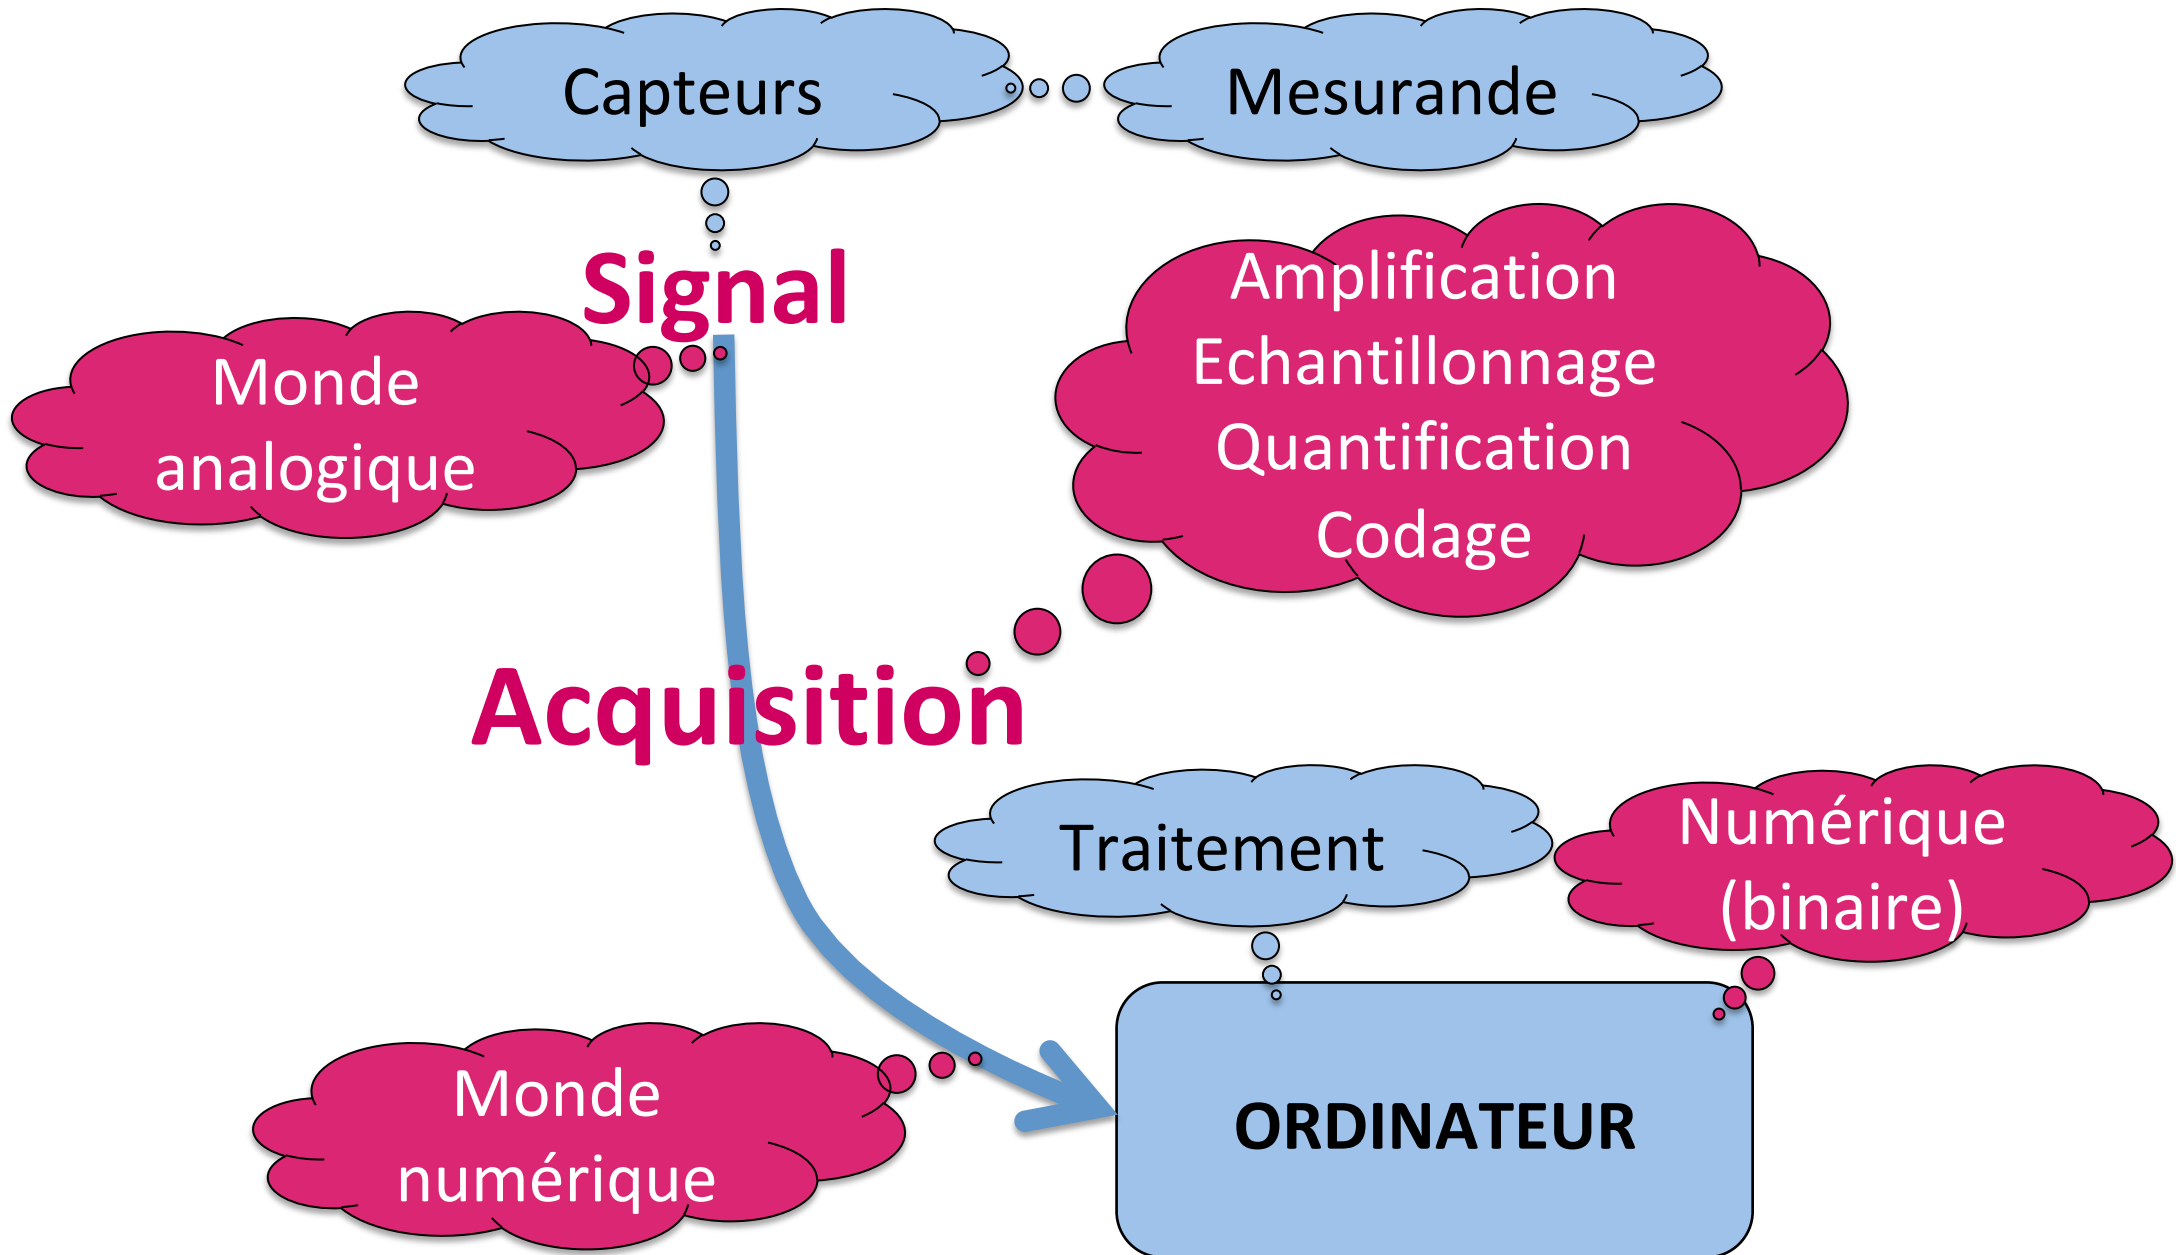 Capteurs
Mesurande
Signal
Monde
analogique
Amplification
Echantillonnage
Quantification
Codage
Acquisition
Traitement
Numérique
(binaire)
Monde
numérique
ORDINATEUR